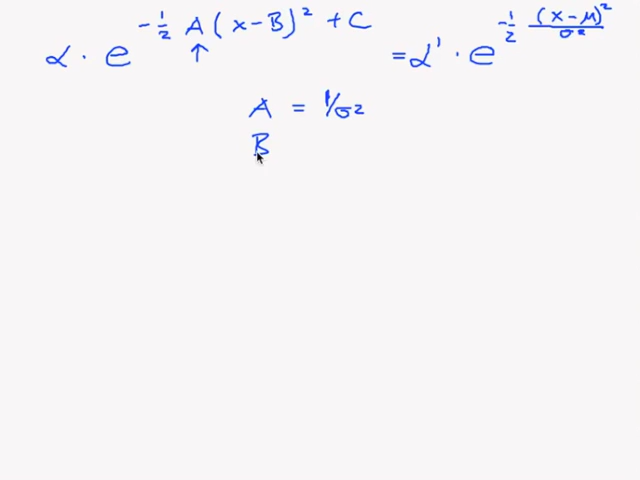 α · e^{-½ A(x-B)² + C} = α' · e^{-½ (x-μ)²/σ²}
↑
A = 1/σ²
B